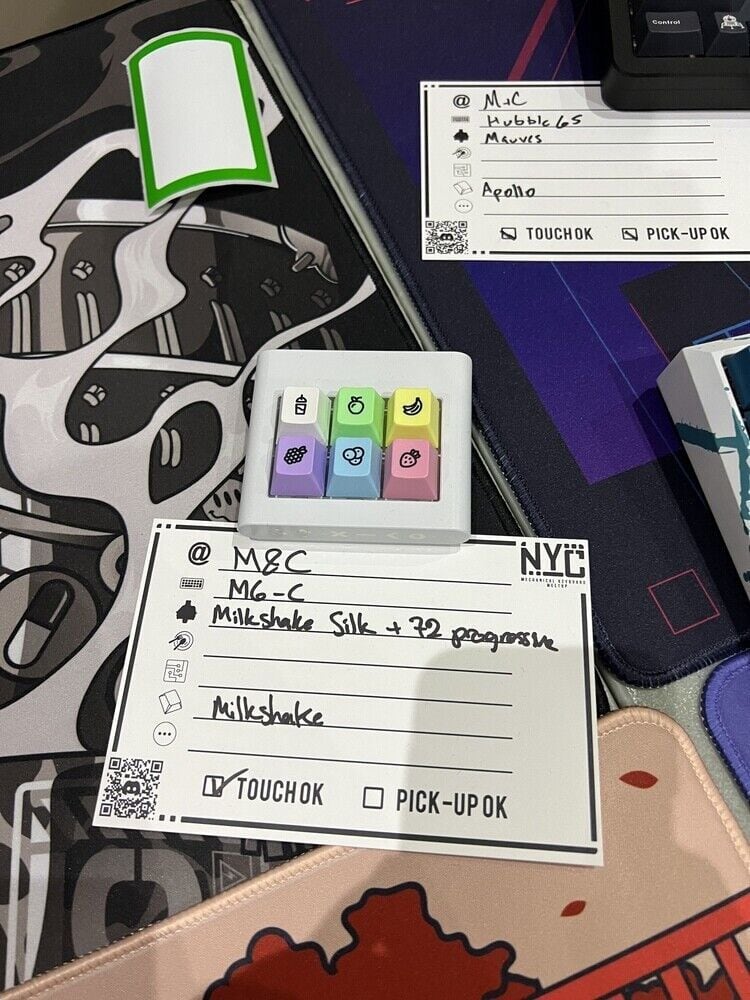 Control
@ M+C
Hubble 65
Mauves
Apollo
TOUCH OK
PICK-UP OK
NYC
MECHANICAL KEYBOARD
MEETUP
@ M&C
M6-C
Milkshake Silk + 72 progressive
Milkshake
TOUCH OK
PICK-UP OK